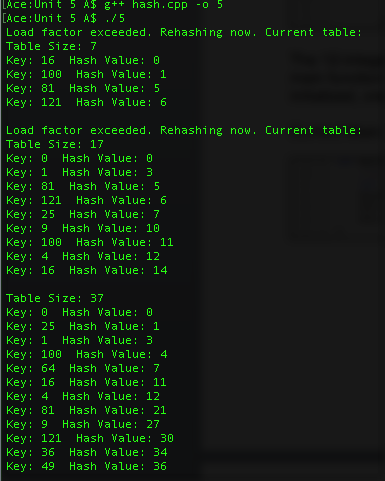 [Ace:Unit 5 A$ g++ hash.cpp -o 5
[Ace:Unit 5 A$ ./5
Load factor exceeded. Rehashing now. Current table:
Table Size: 7
Key: 16  Hash Value: 0
Key: 100  Hash Value: 1
Key: 81  Hash Value: 5
Key: 121  Hash Value: 6
Load factor exceeded. Rehashing now. Current table:
Table Size: 17
Key: 0  Hash Value: 0
Key: 1  Hash Value: 3
Key: 81  Hash Value: 5
Key: 121  Hash Value: 6
Key: 25  Hash Value: 7
Key: 9  Hash Value: 10
Key: 100  Hash Value: 11
Key: 4  Hash Value: 12
Key: 16  Hash Value: 14
Table Size: 37
Key: 0  Hash Value: 0
Key: 25  Hash Value: 1
Key: 1  Hash Value: 3
Key: 100  Hash Value: 4
Key: 64  Hash Value: 7
Key: 16  Hash Value: 11
Key: 4  Hash Value: 12
Key: 81  Hash Value: 21
Key: 9  Hash Value: 27
Key: 121  Hash Value: 30
Key: 36  Hash Value: 34
Key: 49  Hash Value: 36